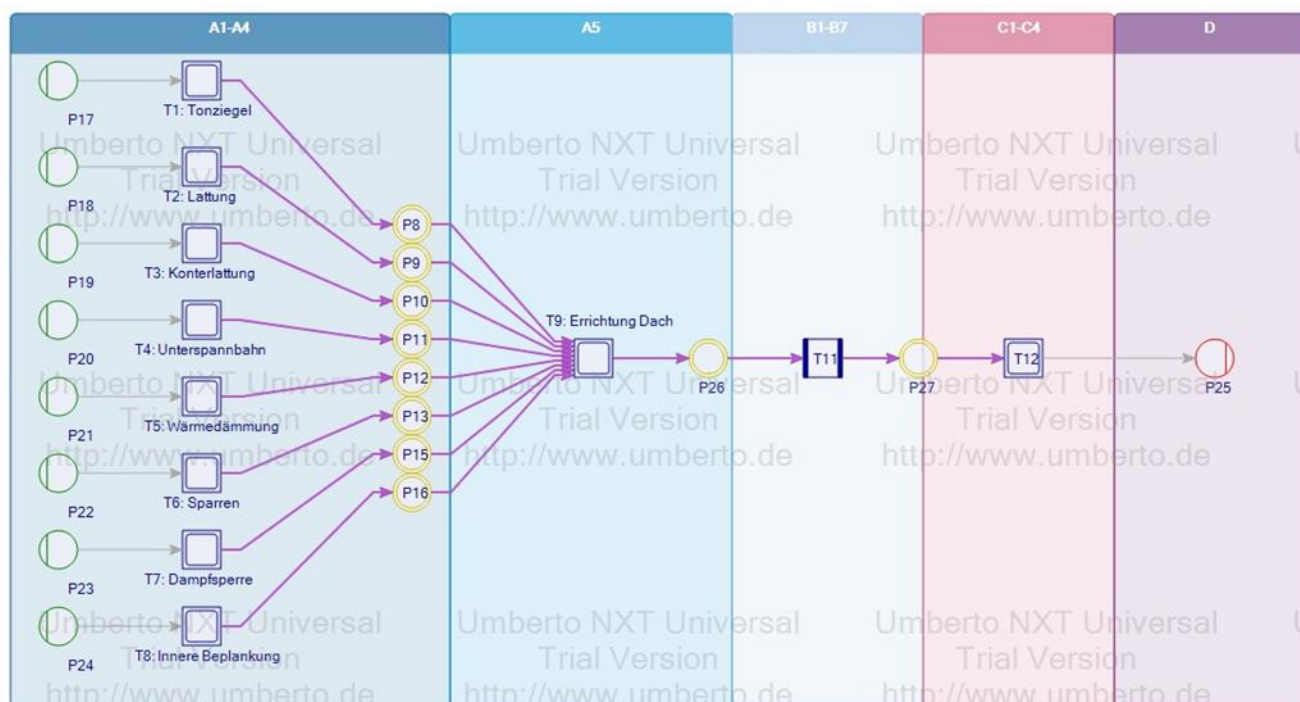 A1-A4 A5 B1-B7 C1-C4 D
P17
T1: Tonziegel
Umberto NXT Universal Umberto NXT Universal Umberto NXT Universal
Trial Version Trial Version Trial Version
P18
T2: Lattung
http://www.umberto.de http://www.umberto.de http://www.umberto.de
P8
P9
P19
T3: Konterlattung
P10
P20
T4: Unterspannbahn
P11
T9: Errichtung Dach
P26
T11
P27
T12
P25
Umberto NXT Universal Umberto NXT Universal Umberto NXT Universal
P12
P21
T5: Wärmedämmung
Trial Version Trial Version Trial Version
P13
http://www.umberto.de http://www.umberto.de http://www.umberto.de
P15
P22
T6: Sparren
P16
P23
T7: Dampfsperre
Umberto NXT Universal Umberto NXT Universal Umberto NXT Universal
P24
T8: Innere Beplankung
Trial Version Trial Version Trial Version
http://www.umberto.de http://www.umberto.de http://www.umberto.de